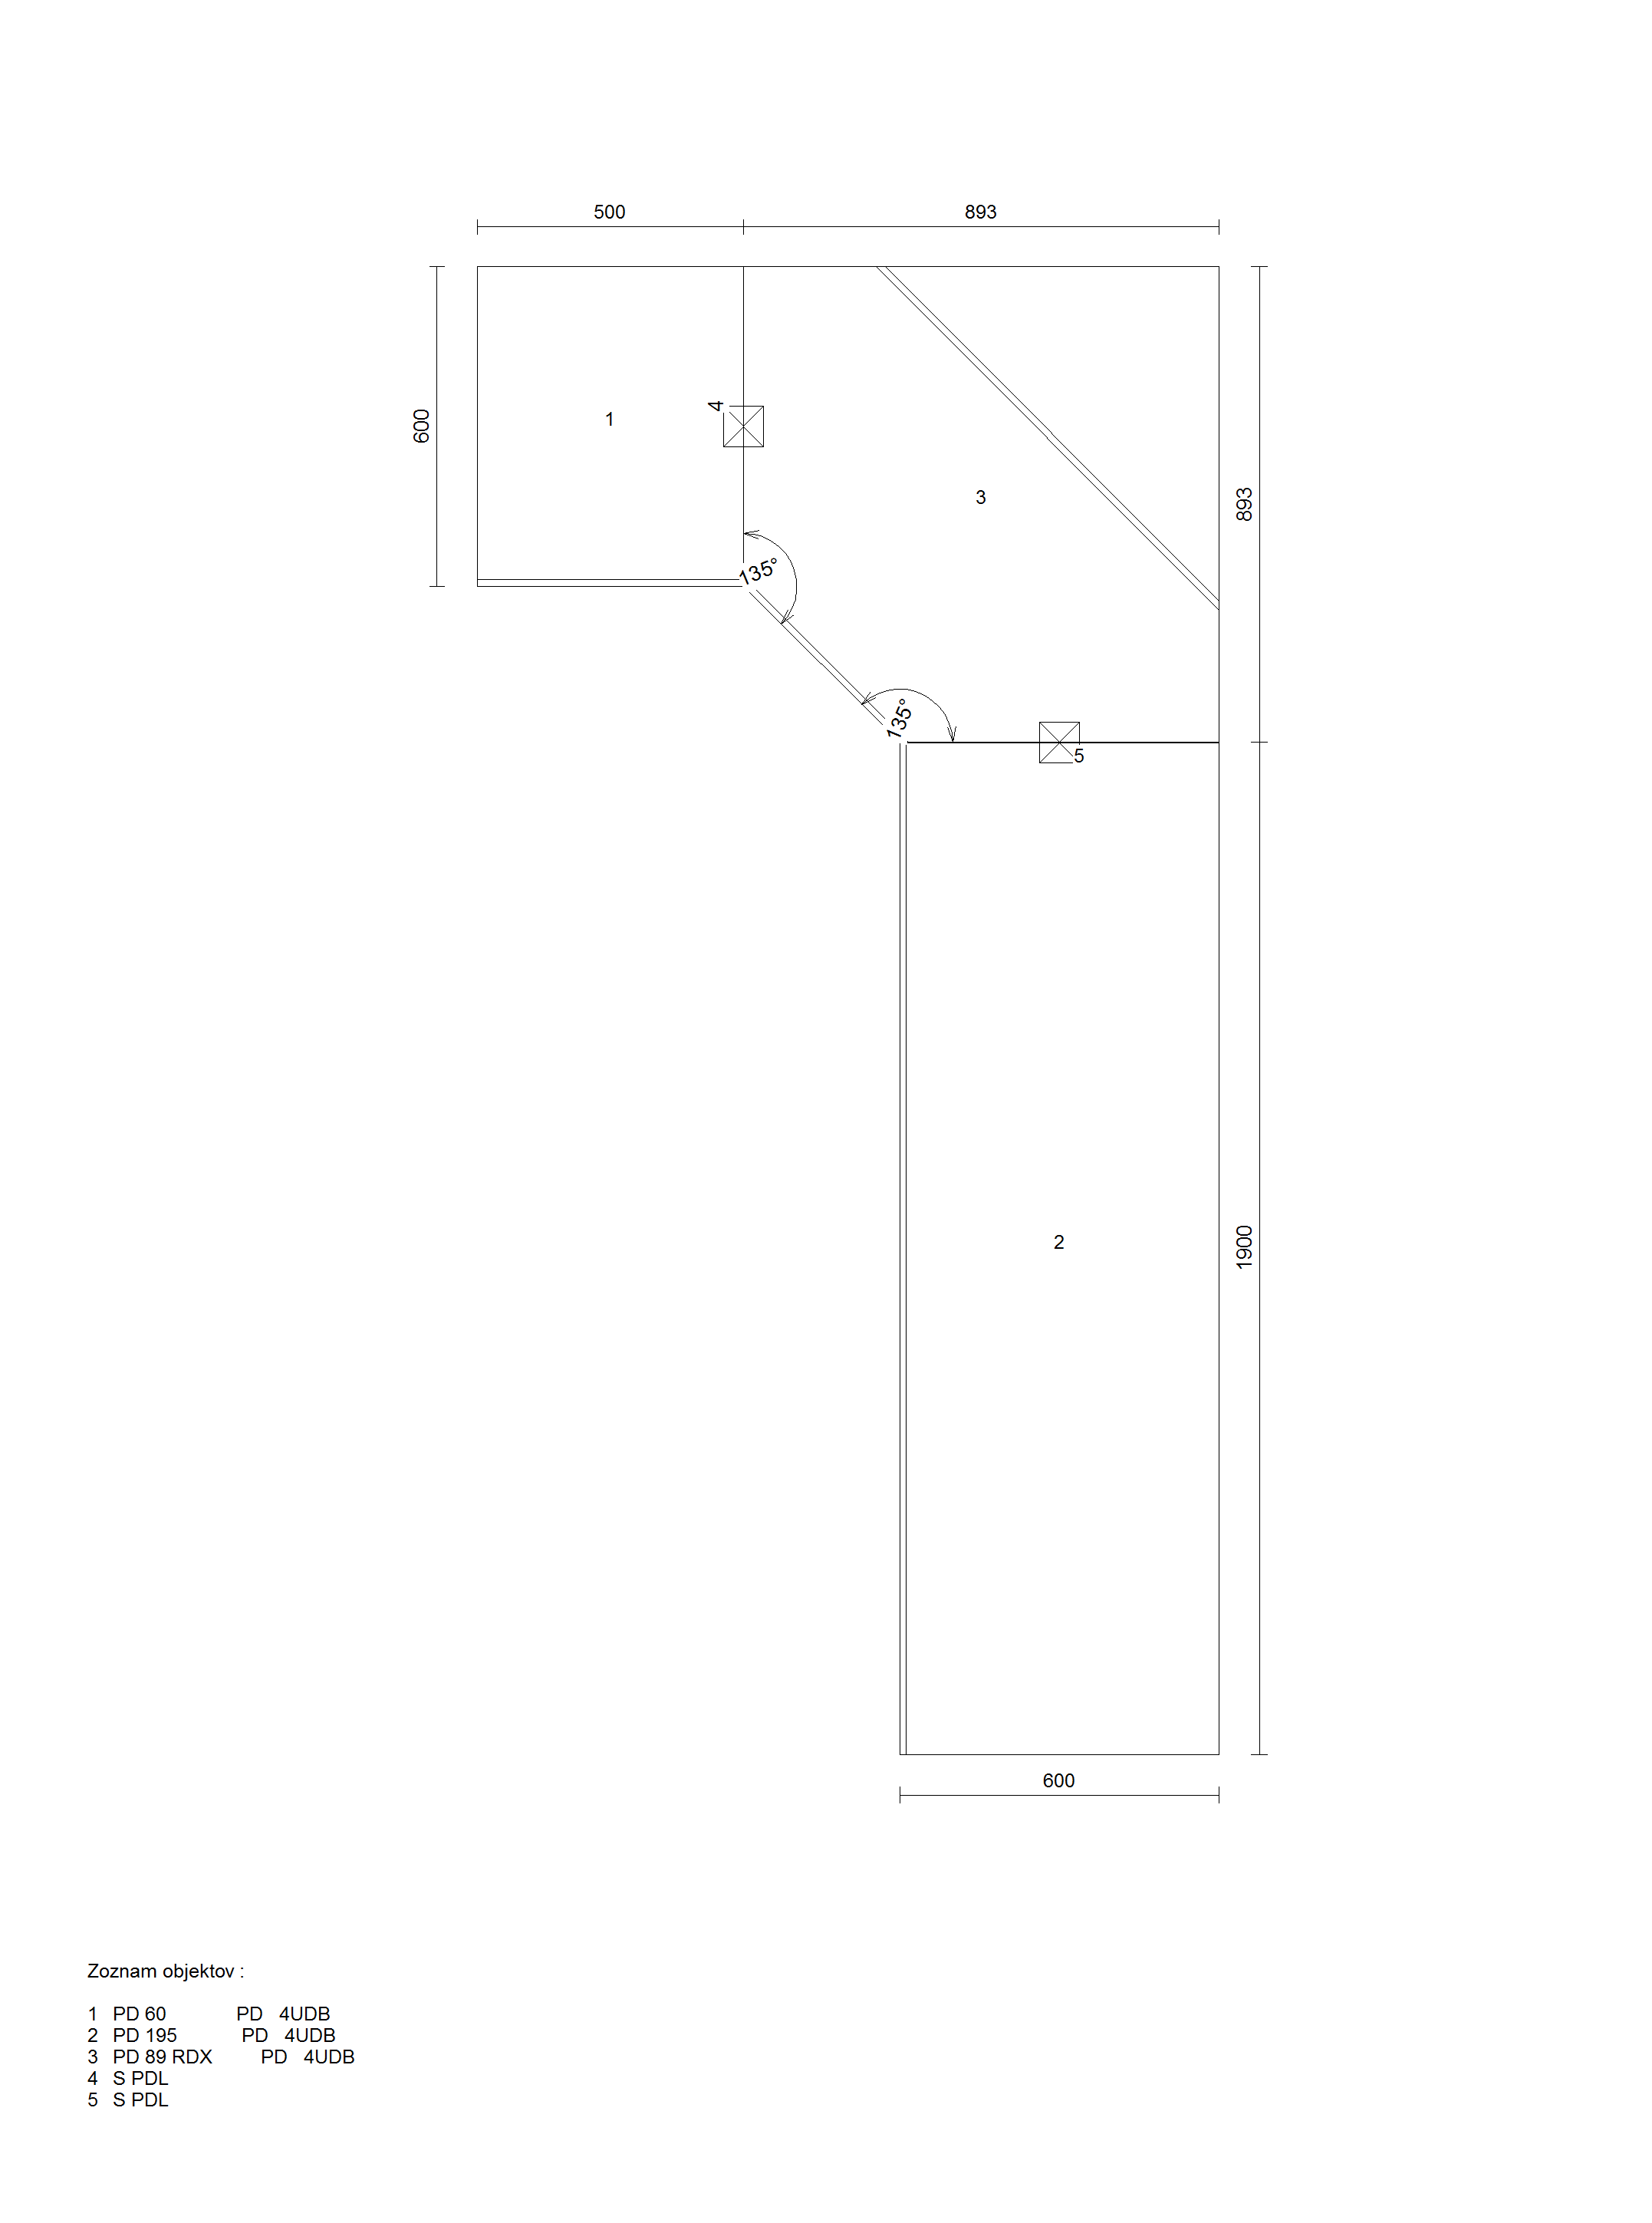 500 893
600
1
4
3
893
135°
135°
5
2
1900
600
Zoznam objektov :
1 PD 60 PD 4UDB
2 PD 195 PD 4UDB
3 PD 89 RDX PD 4UDB
4 S PDL
5 S PDL